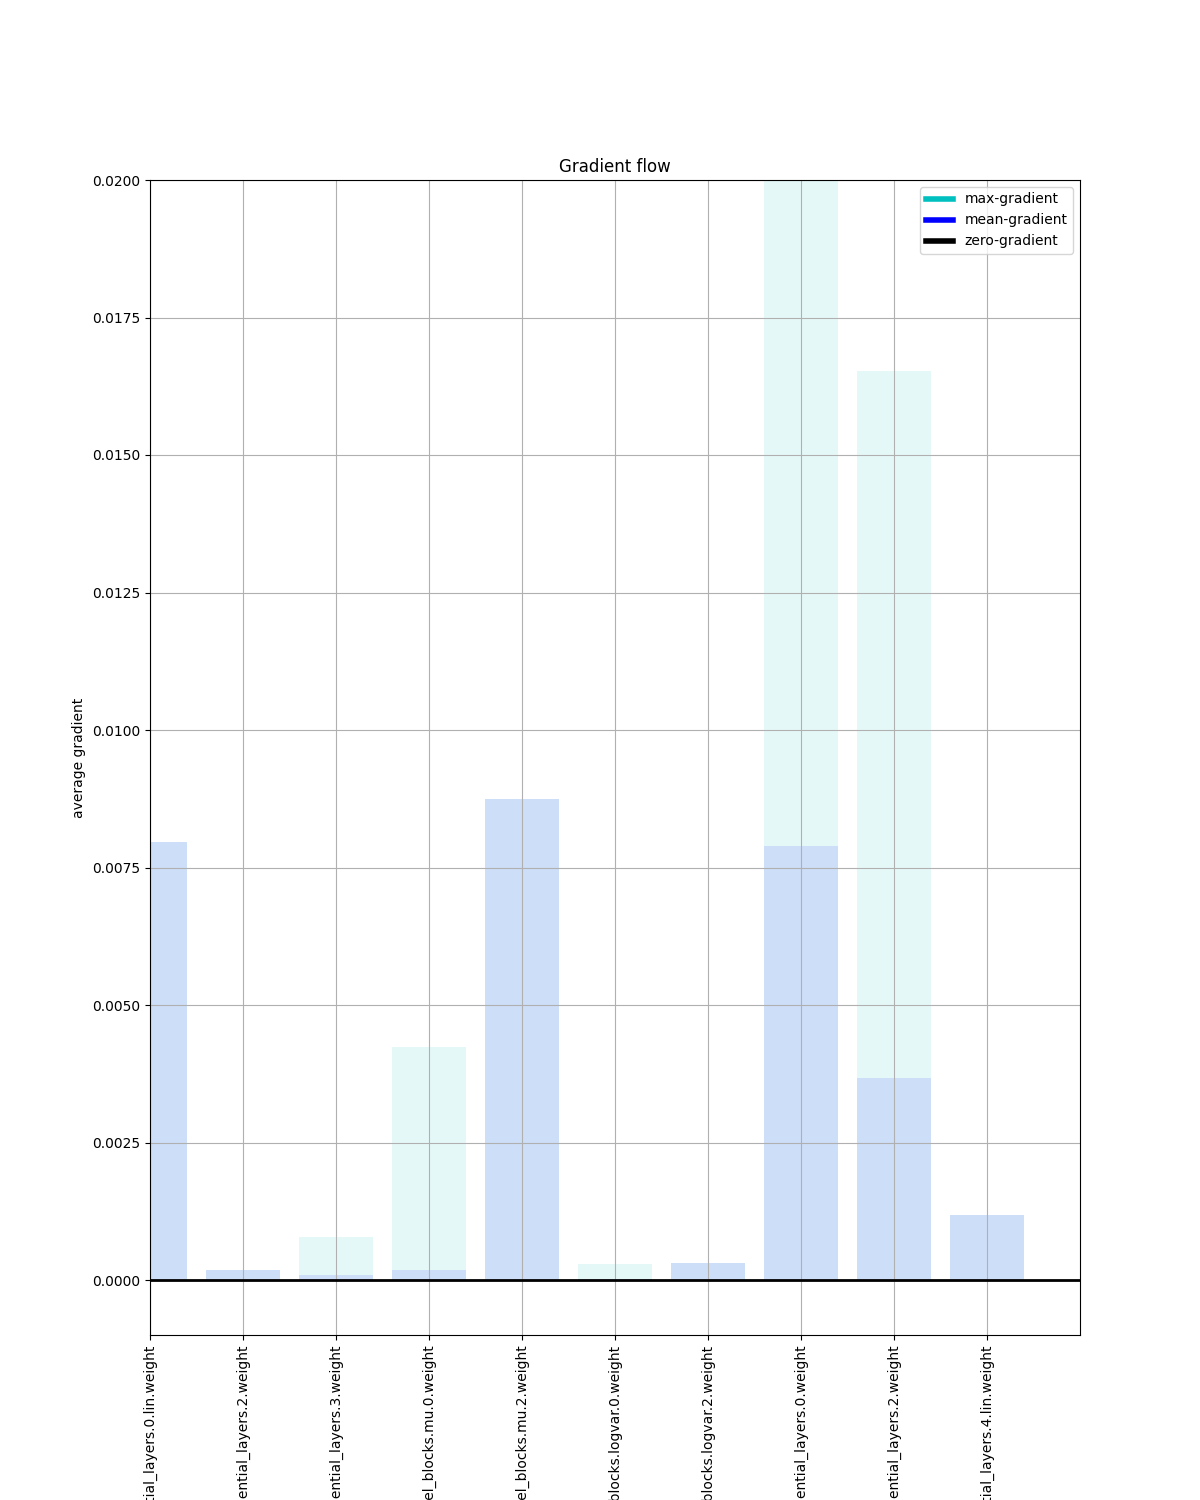 Gradient flow
max-gradient
mean-gradient
zero-gradient
0.0200
0.0175
0.0150
0.0125
0.0100
0.0075
0.0050
0.0025
0.0000
average gradient
tial_layers.0.lin.weight
ential_layers.2.weight
ential_layers.3.weight
el_blocks.mu.0.weight
el_blocks.mu.2.weight
blocks.logvar.0.weight
blocks.logvar.2.weight
ential_layers.0.weight
ential_layers.2.weight
tial_layers.4.lin.weight